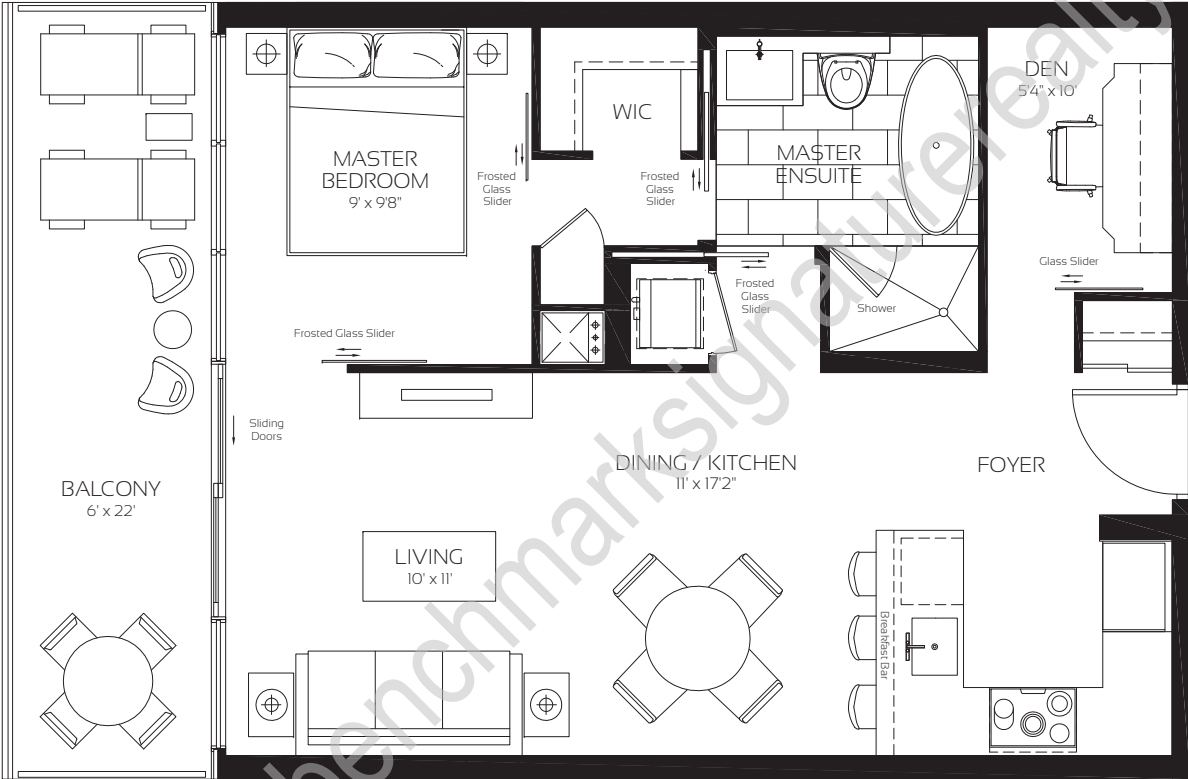 DEN
5'4" x 10'
WIC
MASTER
BEDROOM
9' x 9'8"
Frosted
Glass
Slider
Frosted
Glass
Slider
MASTER
ENSUITE
Glass Slider
Frosted
Glass
Slider
Shower
Frosted Glass Slider
Sliding
Doors
BALCONY
6' x 22'
DINING / KITCHEN
11' x 17'2"
FOYER
LIVING
10' x 11'
Breakfast Bar
benchmarksignaturerealty